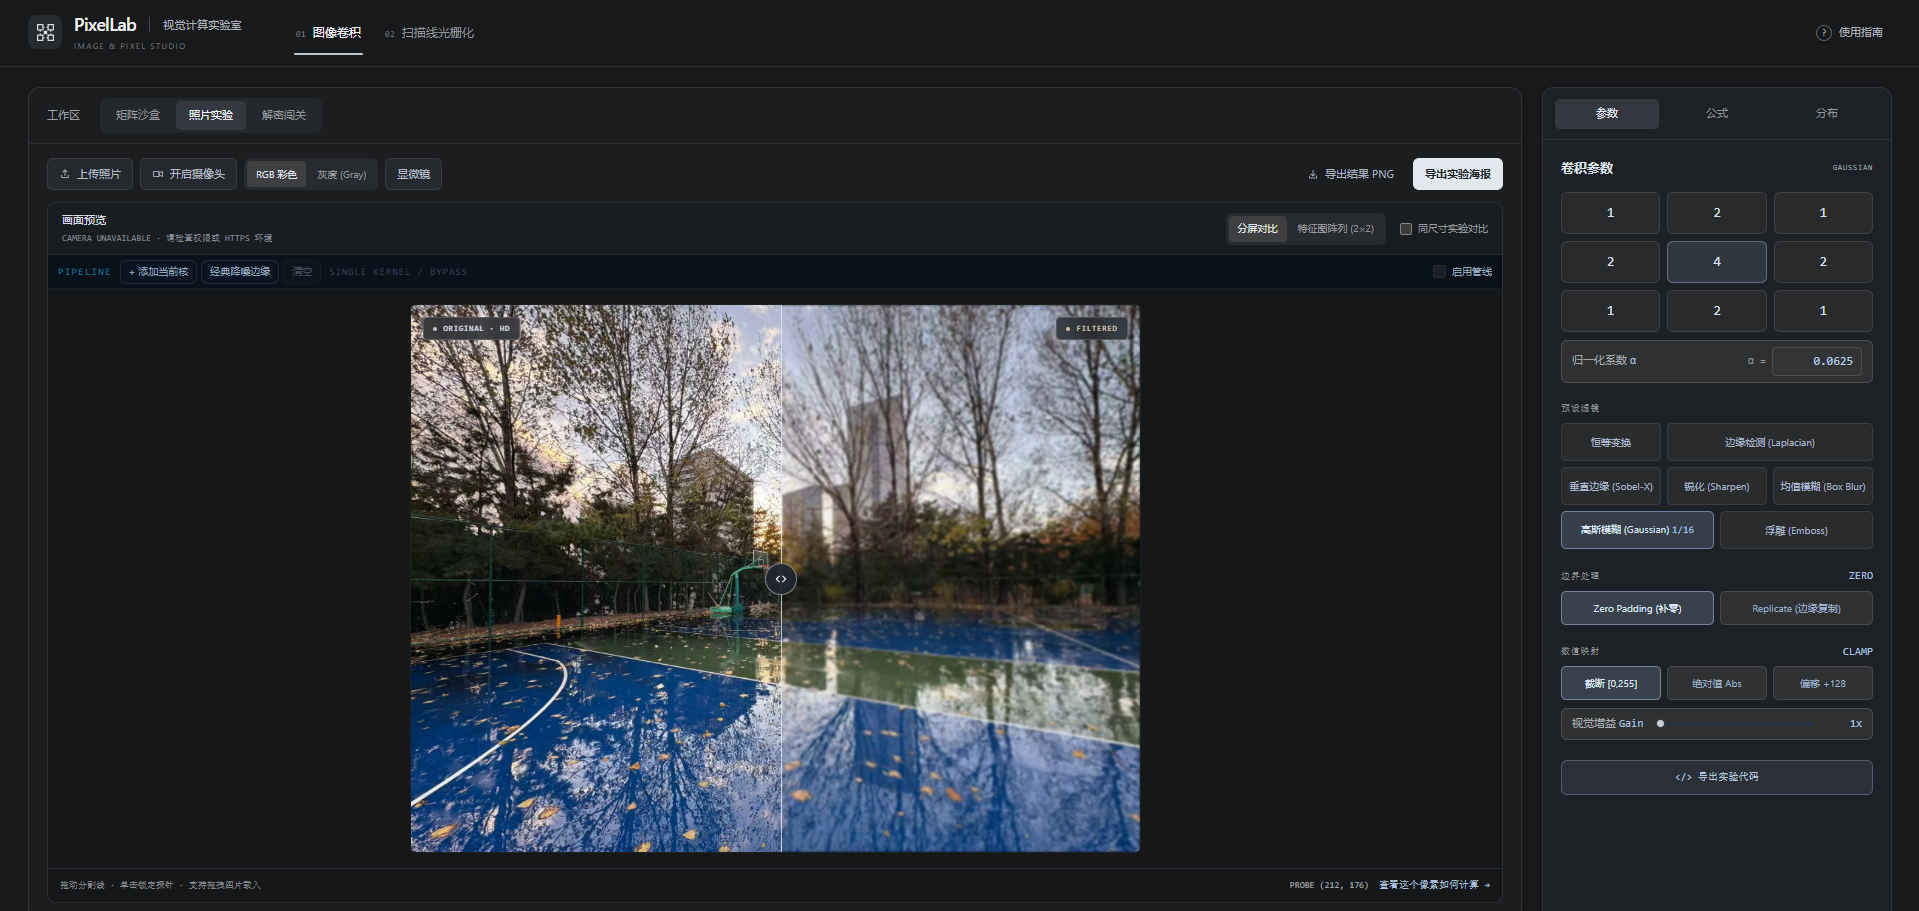 PixelLab 视觉计算实验室
IMAGE & PIXEL STUDIO
01 图像卷积 02 扫描线光栅化
? 使用指南
工作区 矩阵沙盒 照片实验 解密闯关
上传照片 开启摄像头 RGB 彩色 灰度 (Gray) 显微镜
导出结果 PNG 导出实验海报
画面预览
CAMERA UNAVAILABLE · 请检查权限或 HTTPS 环境
分屏对比 特征图阵列 (2×2) 同尺寸实验对比
PIPELINE + 添加当前核 经典降噪边缘 清空 SINGLE KERNEL / BYPASS 启用管线
ORIGINAL · HD
FILTERED
拖动分割线 · 单击锁定探针 · 支持拖拽图片载入
PROBE (212, 176) 查看这个像素如何计算 →
参数 公式 分布
卷积参数 GAUSSIAN
1 2 1
2 4 2
1 2 1
归一化系数 α α = 0.0625
预设滤镜
恒等变换 边缘检测 (Laplacian)
垂直边缘 (Sobel-X) 锐化 (Sharpen) 均值模糊 (Box Blur)
高斯模糊 (Gaussian) 1/16 浮雕 (Emboss)
边界处理 ZERO
Zero Padding (补零) Replicate (边缘复制)
数值映射 CLAMP
截断 [0,255] 绝对值 Abs 偏移 +128
视觉增益 Gain 1x
</> 导出实验代码